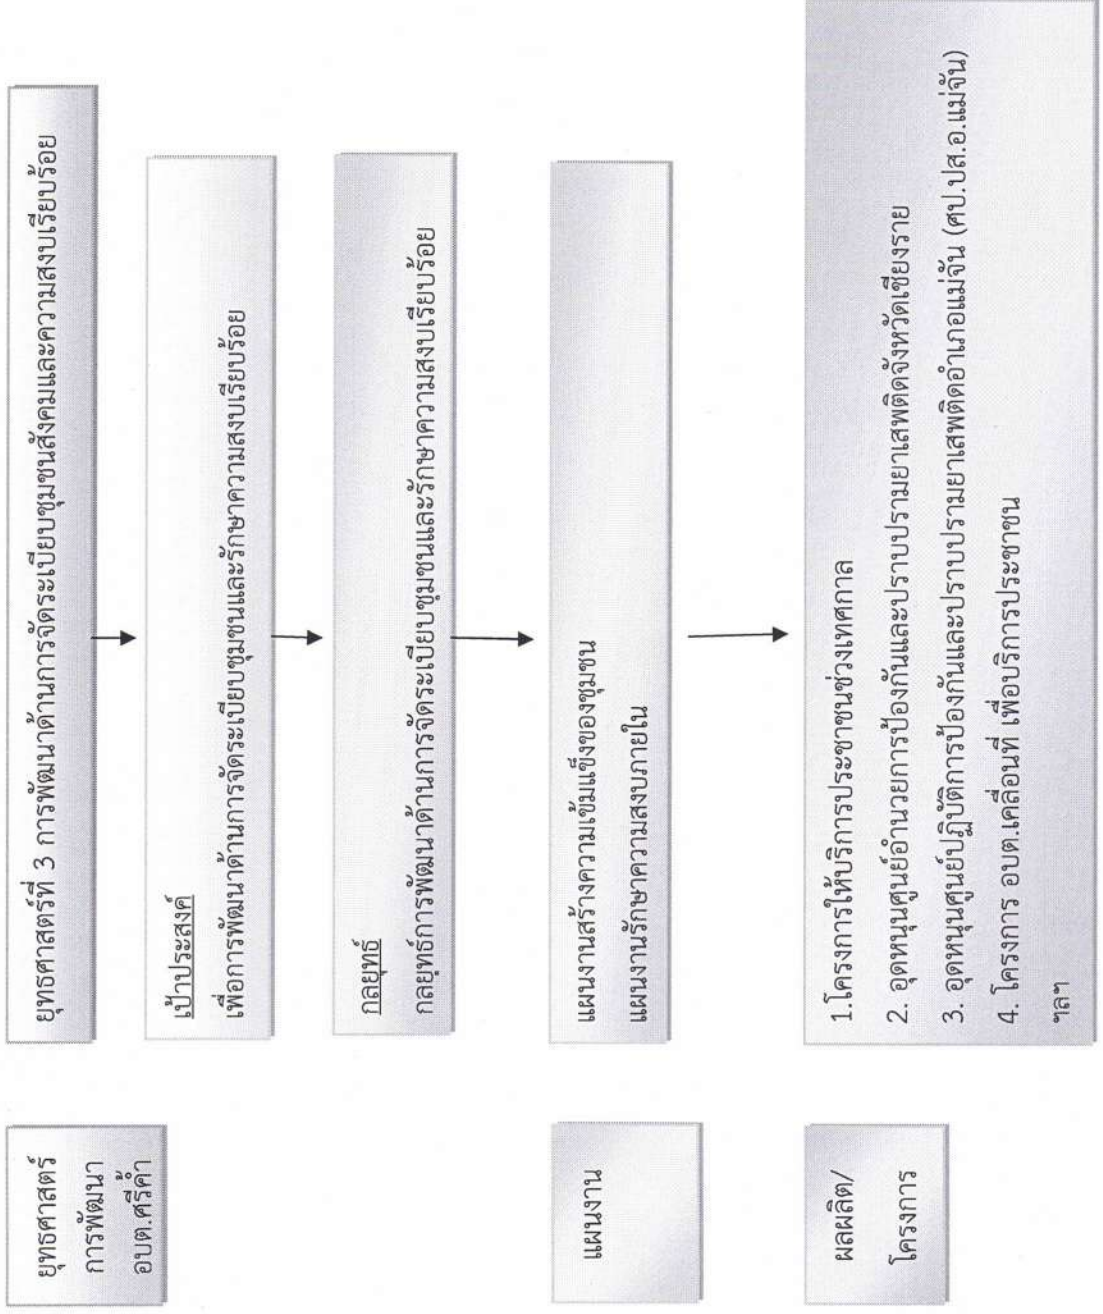 ยุทธศาสตร์
การพัฒนา
อบต.ศรีค้ำ
ยุทธศาสตร์ที่ 3 การพัฒนาด้านการจัดระเบียบชุมชนสังคมและความสงบเรียบร้อย
เป้าประสงค์
เพื่อการพัฒนาด้านการจัดระเบียบชุมชนและรักษาความสงบเรียบร้อย
กลยุทธ์
กลยุทธ์การพัฒนาด้านการจัดระเบียบชุมชนและรักษาความสงบเรียบร้อย
แผนงาน
แผนงานสร้างความเข้มแข็งของชุมชน
แผนงานรักษาความสงบภายใน
ผลผลิต/
โครงการ
1.โครงการให้บริการประชาชนช่วงเทศกาล
2. อุดหนุนศูนย์อำนวยการป้องกันและปราบปรามยาเสพติดจังหวัดเชียงราย
3. อุดหนุนศูนย์ปฏิบัติการป้องกันและปราบปรามยาเสพติดอำเภอแม่จัน (ศป.ปส.อ.แม่จัน)
4. โครงการ อบต.เคลื่อนที่ เพื่อบริการประชาชน
ฯลฯ